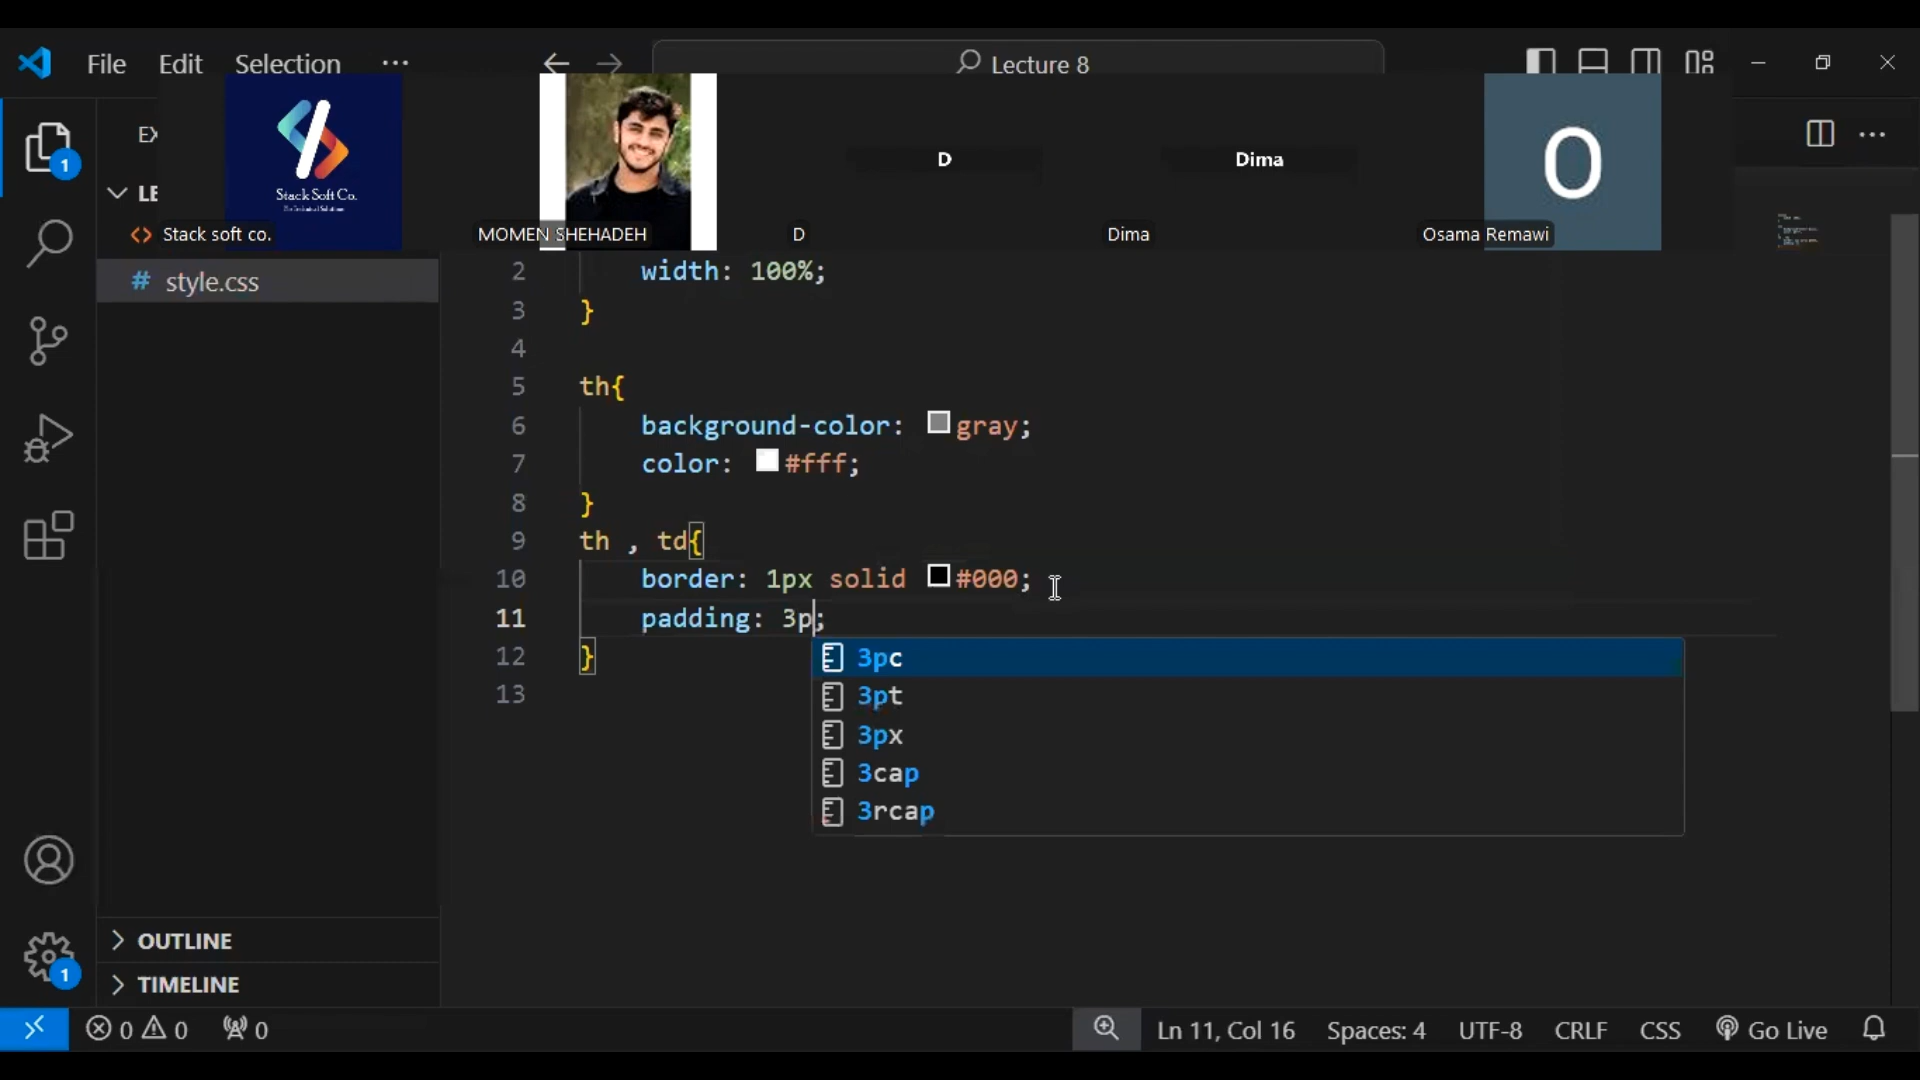 File Edit Selection ...
Lecture 8
EX
1
LE
Stack Soft Co.
D
Dima
O
Stack soft co.
MOMEN SHEHADEH
D
Dima
Osama Remawi
# style.css
2 width: 100%;
3 }
4
5 th{
6 background-color: gray;
7 color: #fff;
8 }
9 th , td{
10 border: 1px solid #000;
11 padding: 3p;
12 }
13
3pc
3pt
3px
3cap
3rcap
OUTLINE
1
TIMELINE
0 0 0
Ln 11, Col 16 Spaces: 4 UTF-8 CRLF CSS Go Live